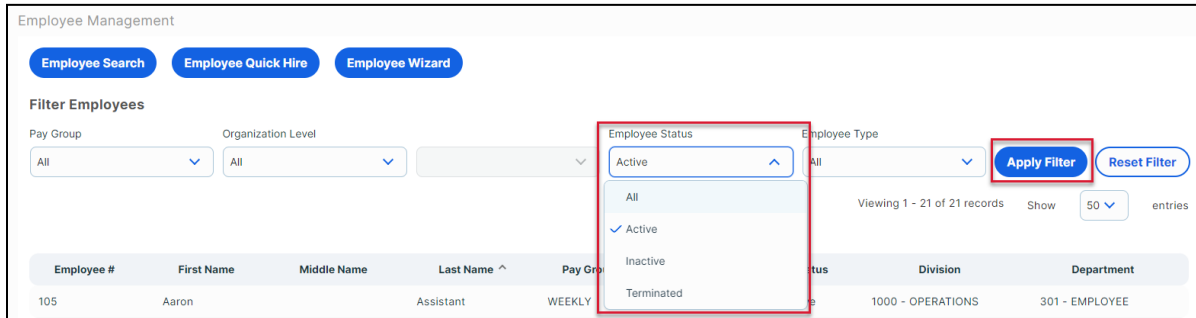 Employee Management
Employee Search Employee Quick Hire Employee Wizard
Filter Employees
Pay Group Organization Level Employee Status Employee Type
All All Active All Apply Filter Reset Filter
All
Viewing 1 - 21 of 21 records Show 50 entries
Active
Inactive
Terminated
Employee # First Name Middle Name Last Name Pay Division Department
105 Aaron Assistant WEEKLY 1000 - OPERATIONS 301 - EMPLOYEE